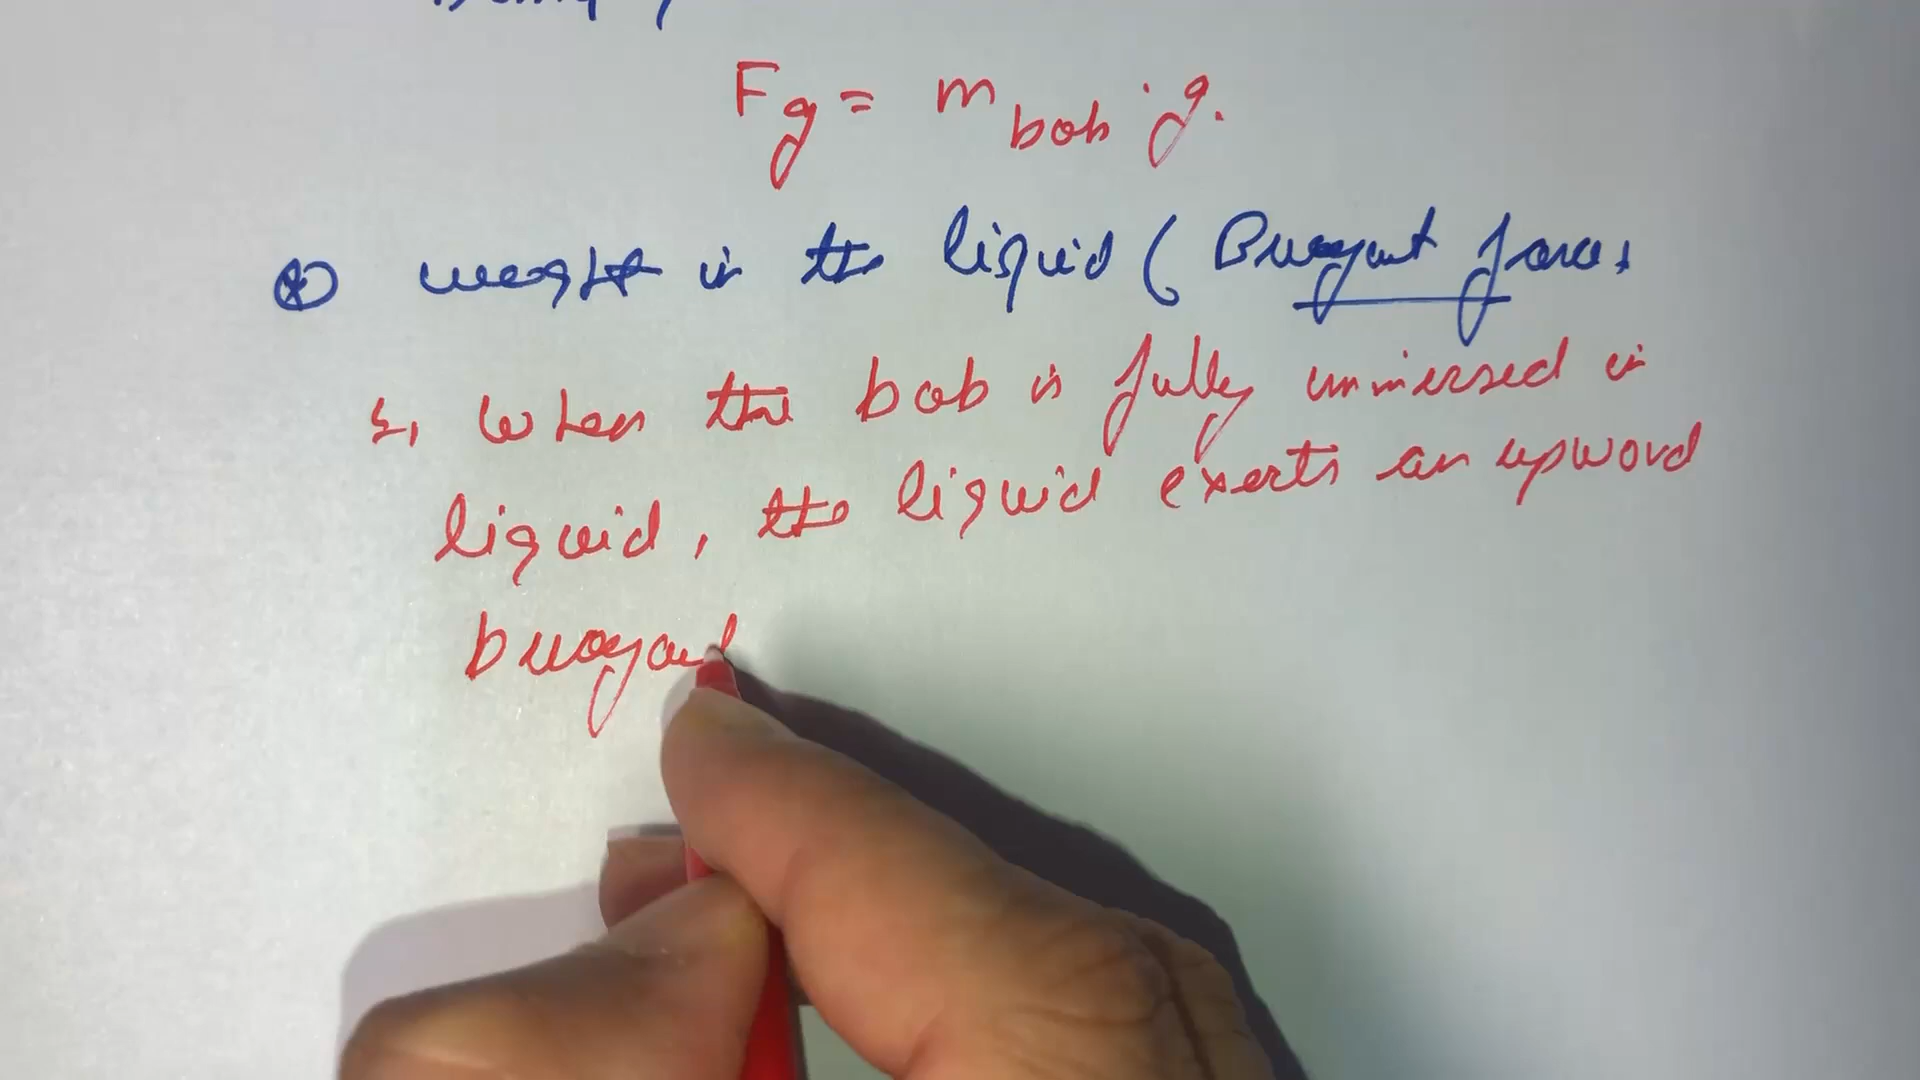 Fg = m bob · g.
weight in the liquid ( Buoyant force,
when the bob is fully immersed in
liquid, the liquid exerts an upword
buoyant